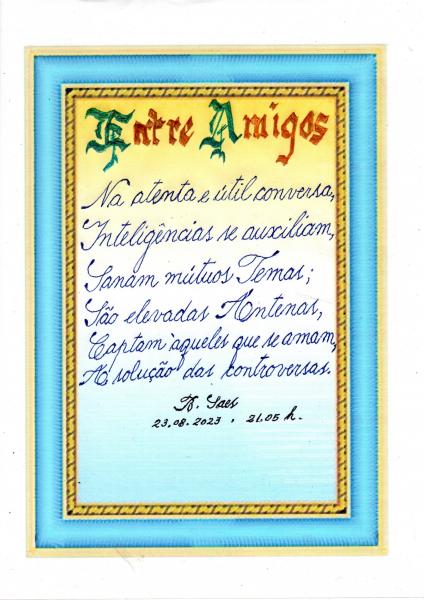 Entre Amigos
Na atenta e útil conversa,
Inteligências se auxiliam,
Sanam mútuos Temas;
São elevadas Antenas,
Captam àqueles que se amam,
A solução das controversas.
A. Saes
23.08.2023 , 21.05 h.